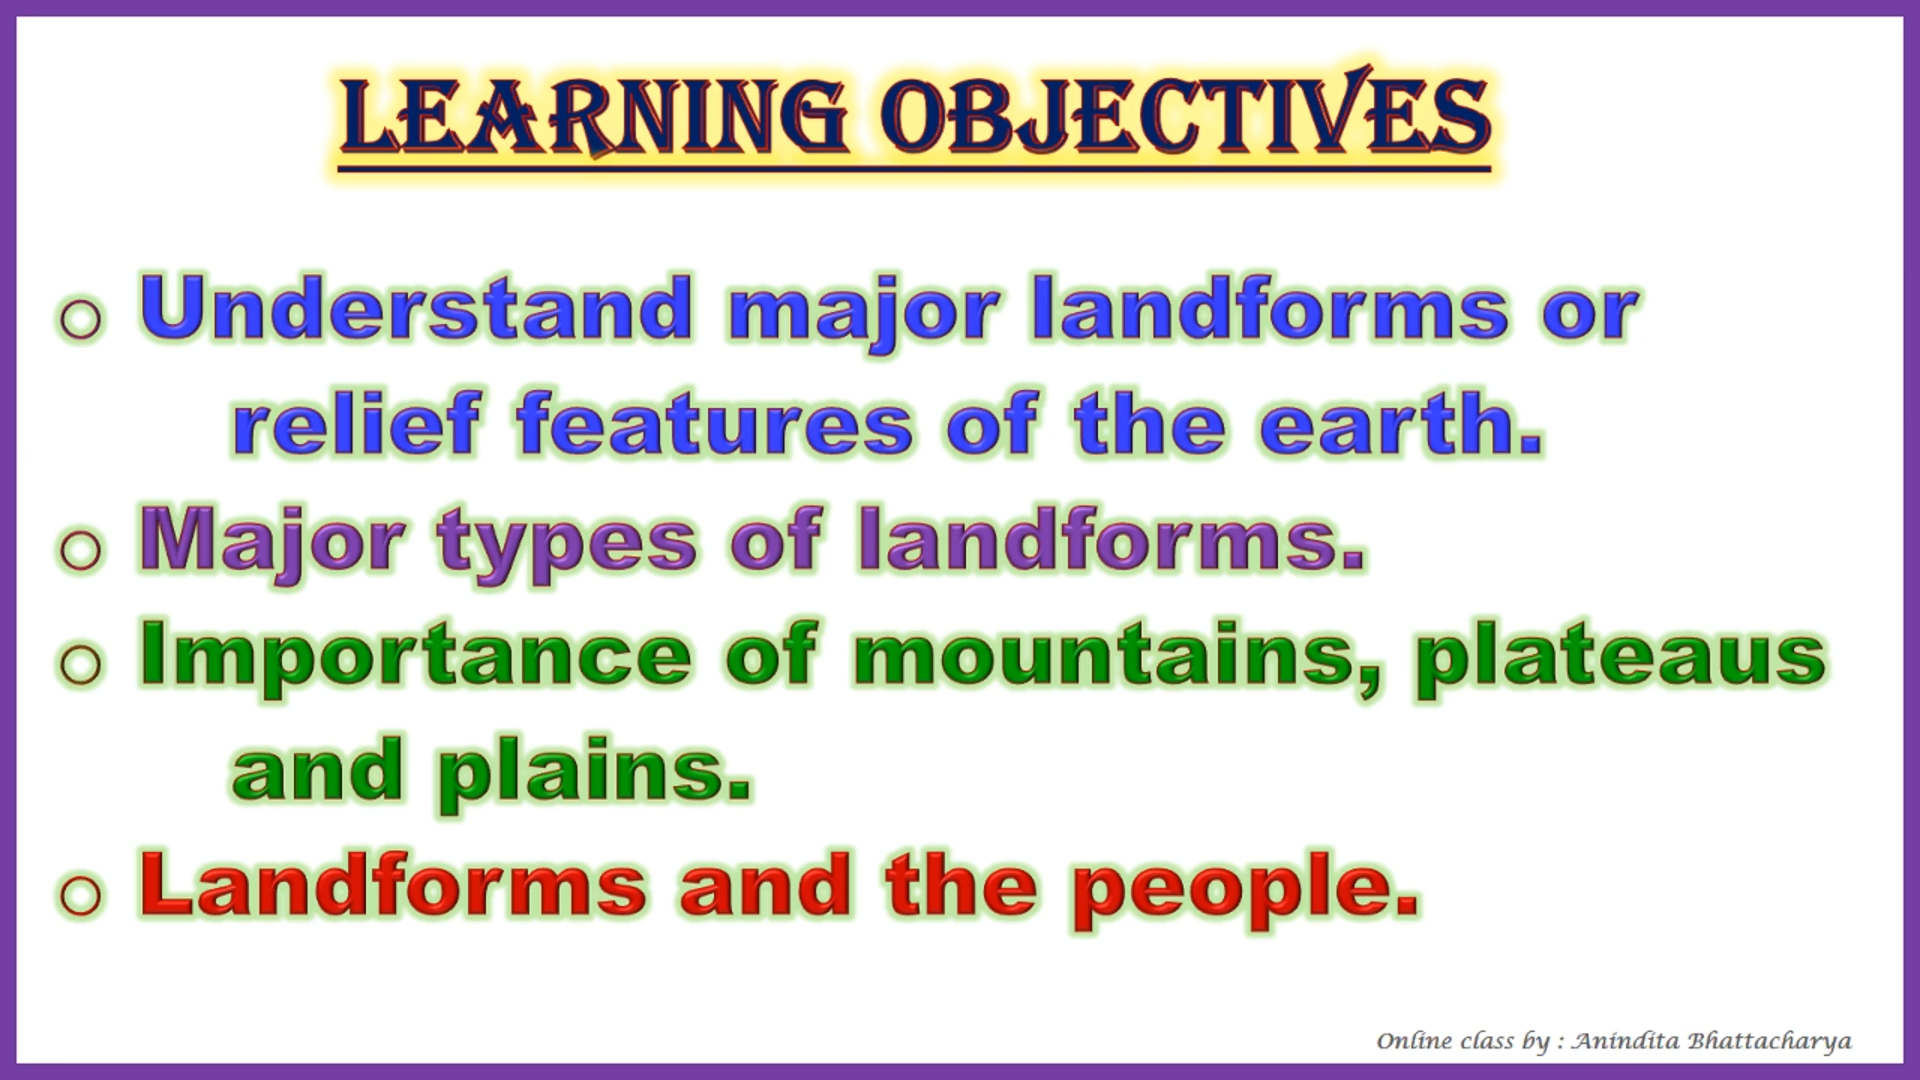 LEARNING OBJECTIVES
Understand major landforms or
relief features of the earth.
Major types of landforms.
Importance of mountains, plateaus
and plains.
Landforms and the people.
Online class by : Anindita Bhattacharya